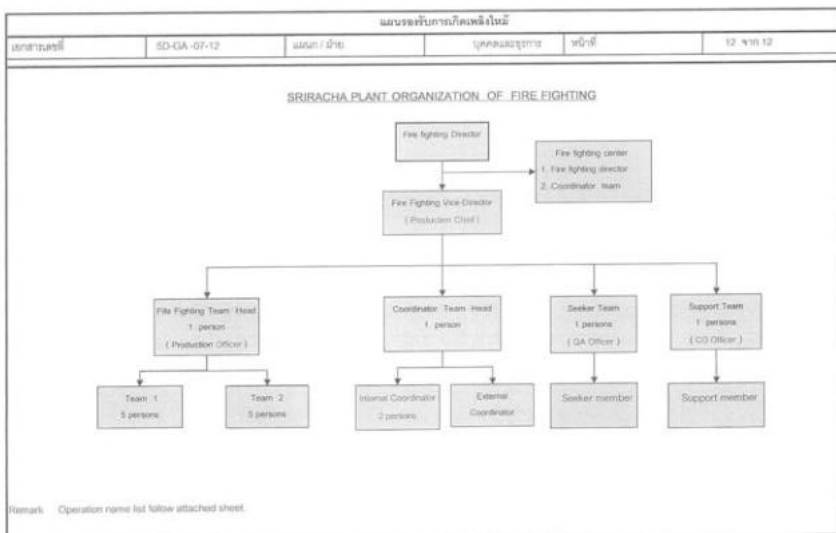 แผนรองรับการเกิดเพลิงไหม้
เอกสารเลขที่ SD-GA -07-12 แผนก / ฝ่าย บุคคลและธุรการ หน้าที่ 12 จาก 12
SRIRACHA PLANT ORGANIZATION OF FIRE FIGHTING
Fire fighting Director
Fire fighting center
1. Fire fighting director
2. Coordinator team
Fire Fighting Vice-Director
( Production Chief )
Fife Fighting Team Head
1 person
( Production Officer )
Coordinator Team Head
1 person
Seeker Team
1 persons
( QA Officer )
Support Team
1 persons
( CG Officer )
Team 1
5 persons
Team 2
5 persons
Internal Coordinator
2 persons
External
Coordinator
Seeker member
Support member
Remark Operation name list follow attached sheet.